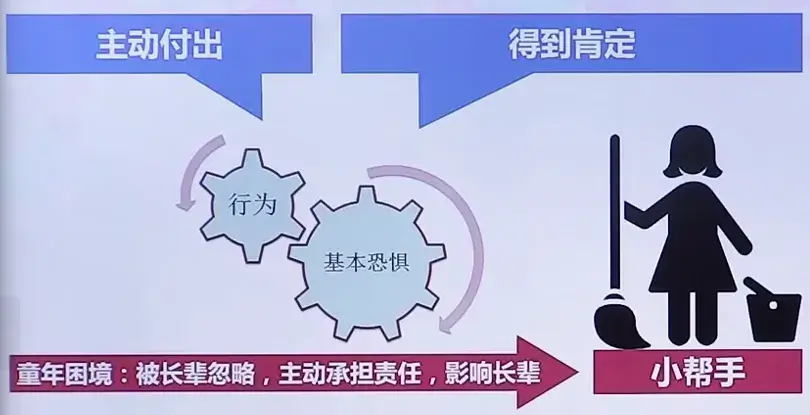 主动付出
得到肯定
行为
基本恐惧
童年困境：被长辈忽略，主动承担责任，影响长辈
小帮手